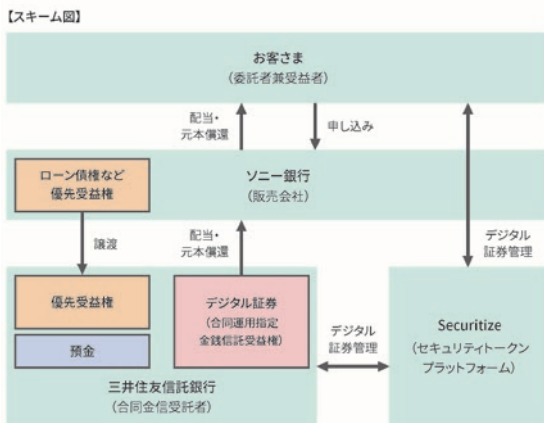 【スキーム図】
お客さま
（委託者兼受益者）
配当・
元本償還
申し込み
ローン債権など
優先受益権
ソニー銀行
（販売会社）
譲渡
配当・
元本償還
デジタル
証券管理
優先受益権
預金
デジタル証券
（合同運用指定
金銭信託受益権）
デジタル
証券管理
Securitize
（セキュリティトークン
プラットフォーム）
三井住友信託銀行
（合同金信受託者）